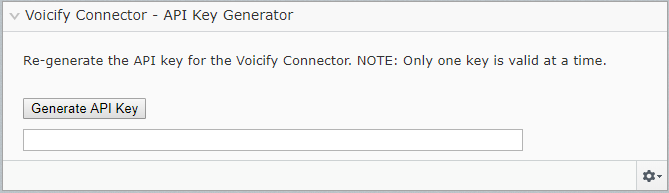 Voicify Connector - API Key Generator
Re-generate the API key for the Voicify Connector. NOTE: Only one key is valid at a time.
Generate API Key